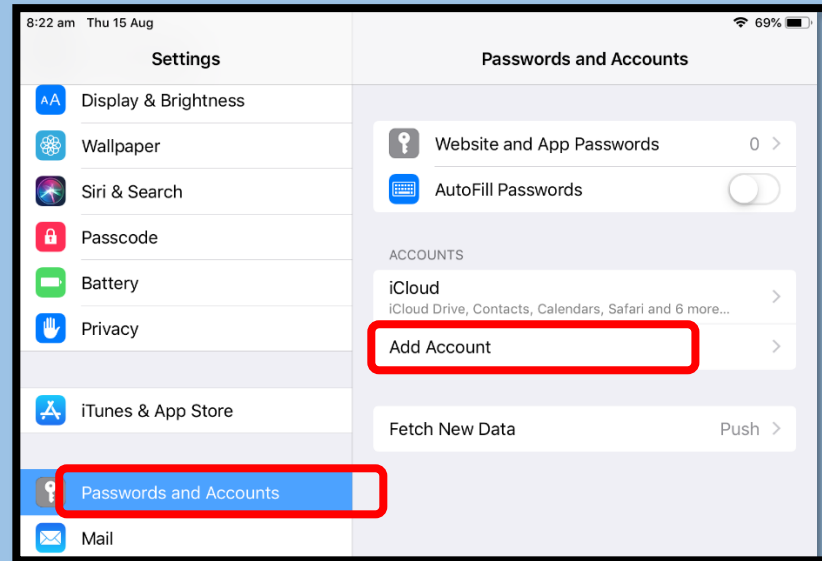 8:22 am Thu 15 Aug
69%
Settings
Display & Brightness
Wallpaper
Siri & Search
Passcode
Battery
Privacy
iTunes & App Store
Passwords and Accounts
Mail
Passwords and Accounts
Website and App Passwords 0
AutoFill Passwords
ACCOUNTS
iCloud
iCloud Drive, Contacts, Calendars, Safari and 6 more...
Add Account
Fetch New Data Push